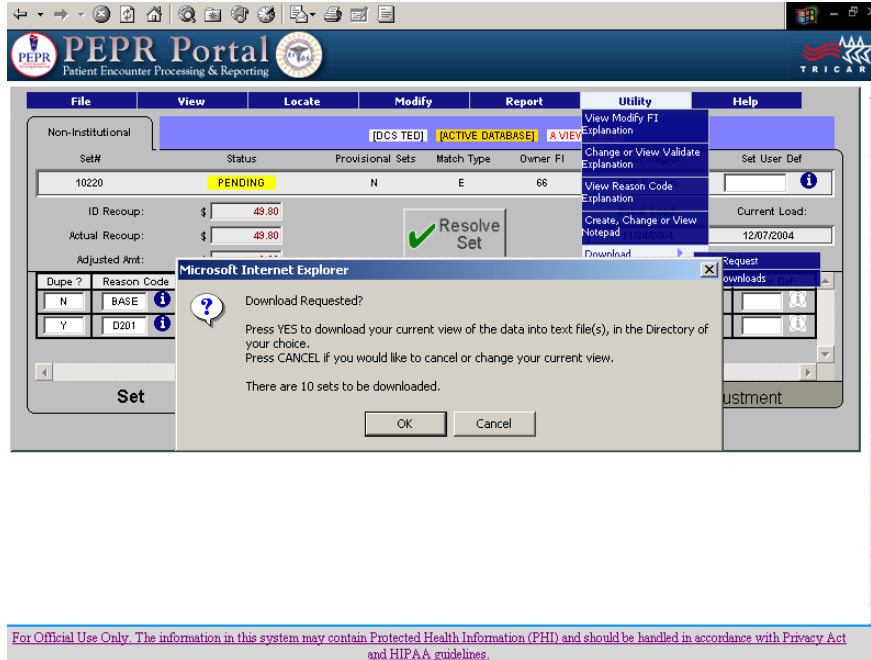 PEPR Portal
PEPR
Patient Encounter Processing & Reporting
TRICAR
File View Locate Modify Report Utility Help
Non-Institutional
[DCS TED] [ACTIVE DATABASE] A VIEW
View Modify FI
Explanation
Change or View Validate
Explanation
View Reason Code
Explanation
Create, Change or View
Notepad
Download
Request
ownloads
Set# Status Provisional Sets Match Type Owner FI Set User Def
10220 PENDING N E 66
ID Recoup: $ 49.80
Actual Recoup: $ 49.80
Adjusted Amt:
Resolve
Set
Current Load:
11/24/2004 12/07/2004
Dupe ? Reason Code
N BASE
Y D201
Microsoft Internet Explorer
Download Requested?
Press YES to download your current view of the data into text file(s), in the Directory of
your choice.
Press CANCEL if you would like to cancel or change your current view.
There are 10 sets to be downloaded.
OK Cancel
Set ustment
For Official Use Only. The information in this system may contain Protected Health Information (PHI) and should be handled in accordance with Privacy Act
and HIPAA guidelines.